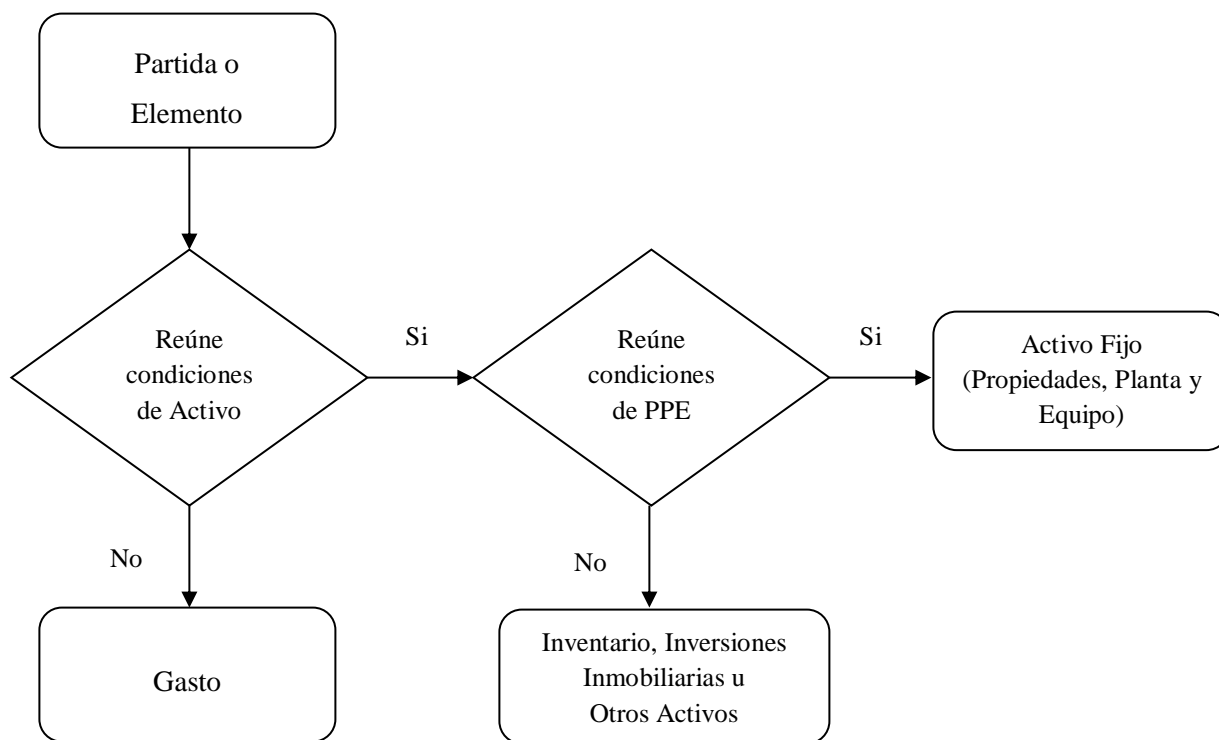 Partida o
Elemento
Reúne
condiciones
de Activo
Si
Reúne
condiciones
de PPE
Si
Activo Fijo
(Propiedades, Planta y
Equipo)
No
Gasto
No
Inventario, Inversiones
Inmobiliarias u
Otros Activos